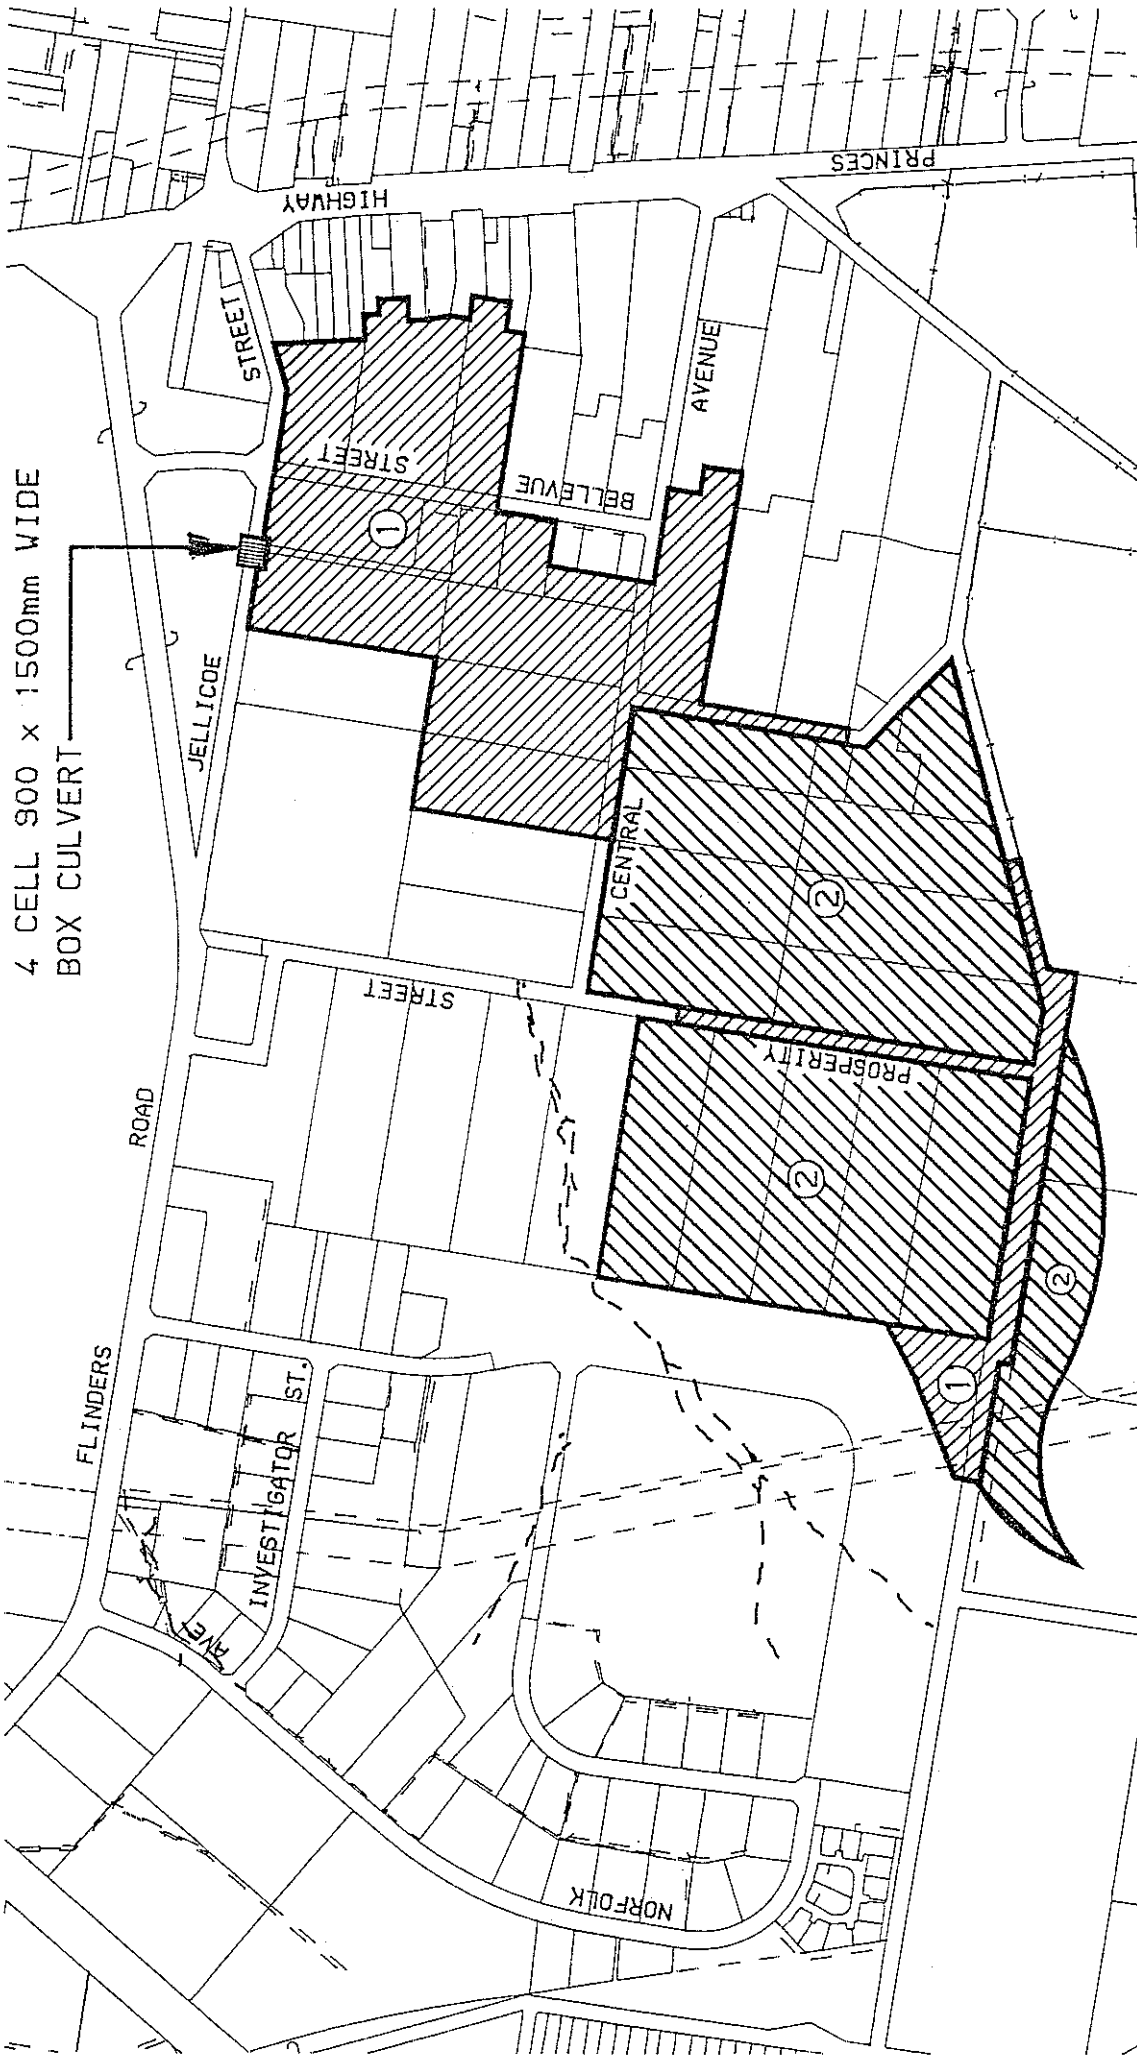 4 CELL 900 x 1500mm WIDE
BOX CULVERT
FLINDERS
ROAD
JELLICOE
STREET
HIGHWAY
PRINCES
STREET
BELLEVUE
AVENUE
CENTRAL
STREET
PROSPERITY
INVESTIGATOR ST.
AVE
NORFOLK
1
2
2
1
2